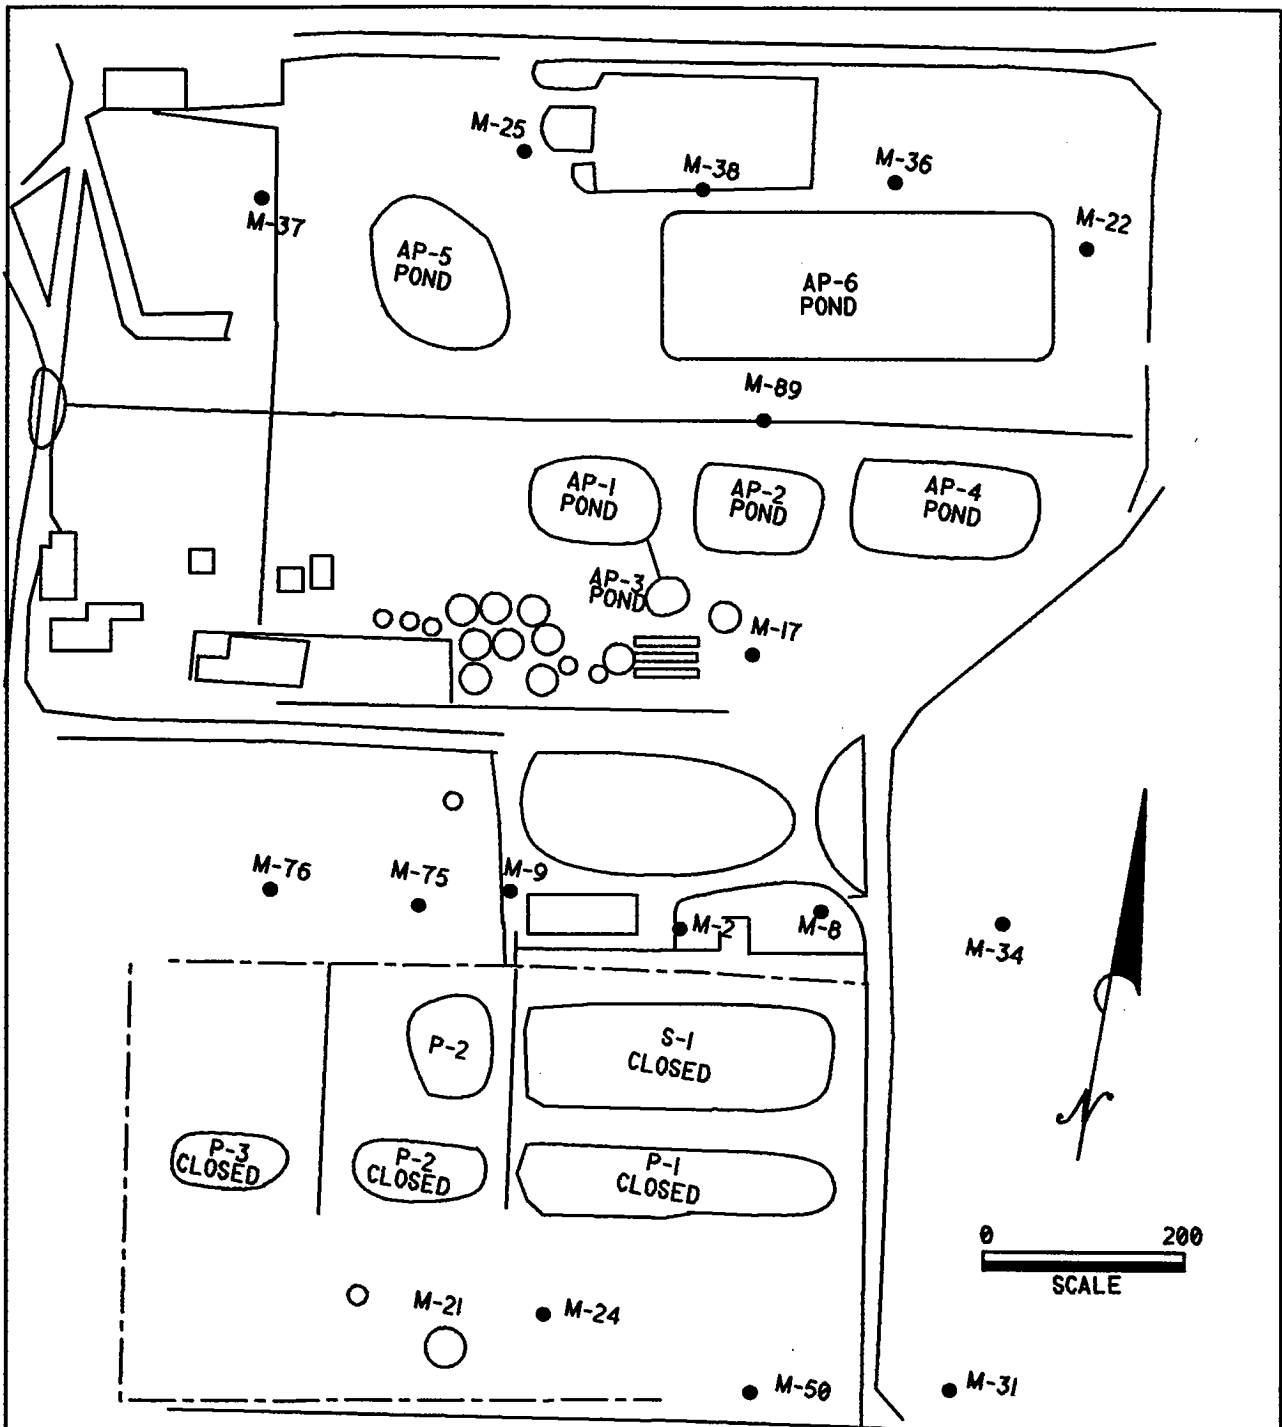 M-25
M-38
M-36
M-37
M-22
AP-5
POND
AP-6
POND
M-89
AP-1
POND
AP-2
POND
AP-4
POND
AP-3
POND
M-17
M-76
M-75
M-9
M-2
M-8
M-34
P-2
S-1
CLOSED
N
P-3
CLOSED
P-2
CLOSED
P-1
CLOSED
0 200
SCALE
M-21
M-24
M-50
M-31